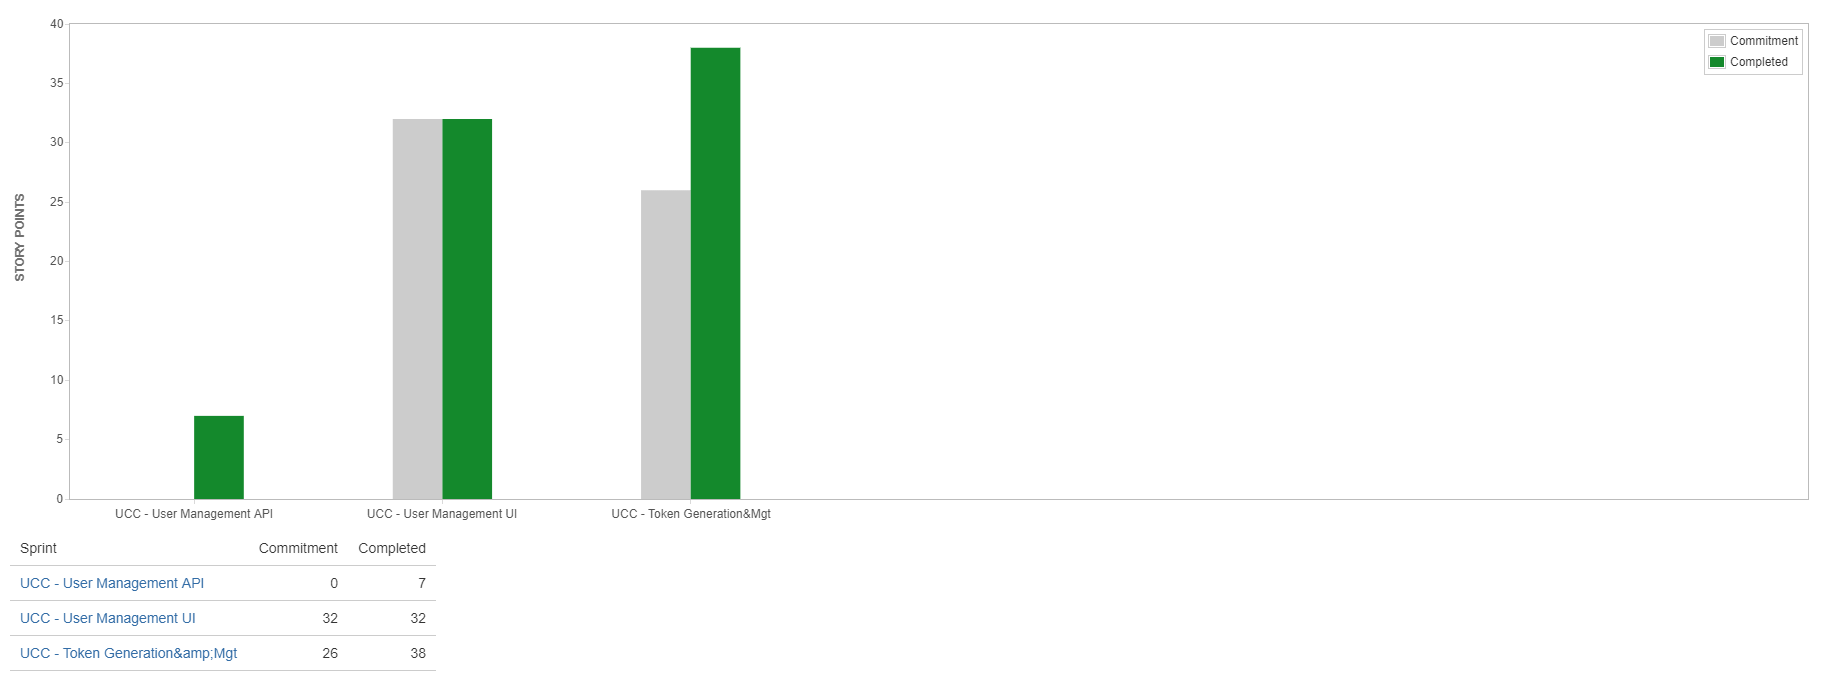 40
Commitment
Completed
35
30
25
STORY POINTS
20
15
10
5
0
UCC - User Management API UCC - User Management UI UCC - Token Generation&Mgt
Sprint Commitment Completed
UCC - User Management API 0 7
UCC - User Management UI 32 32
UCC - Token Generation&amp;Mgt 26 38